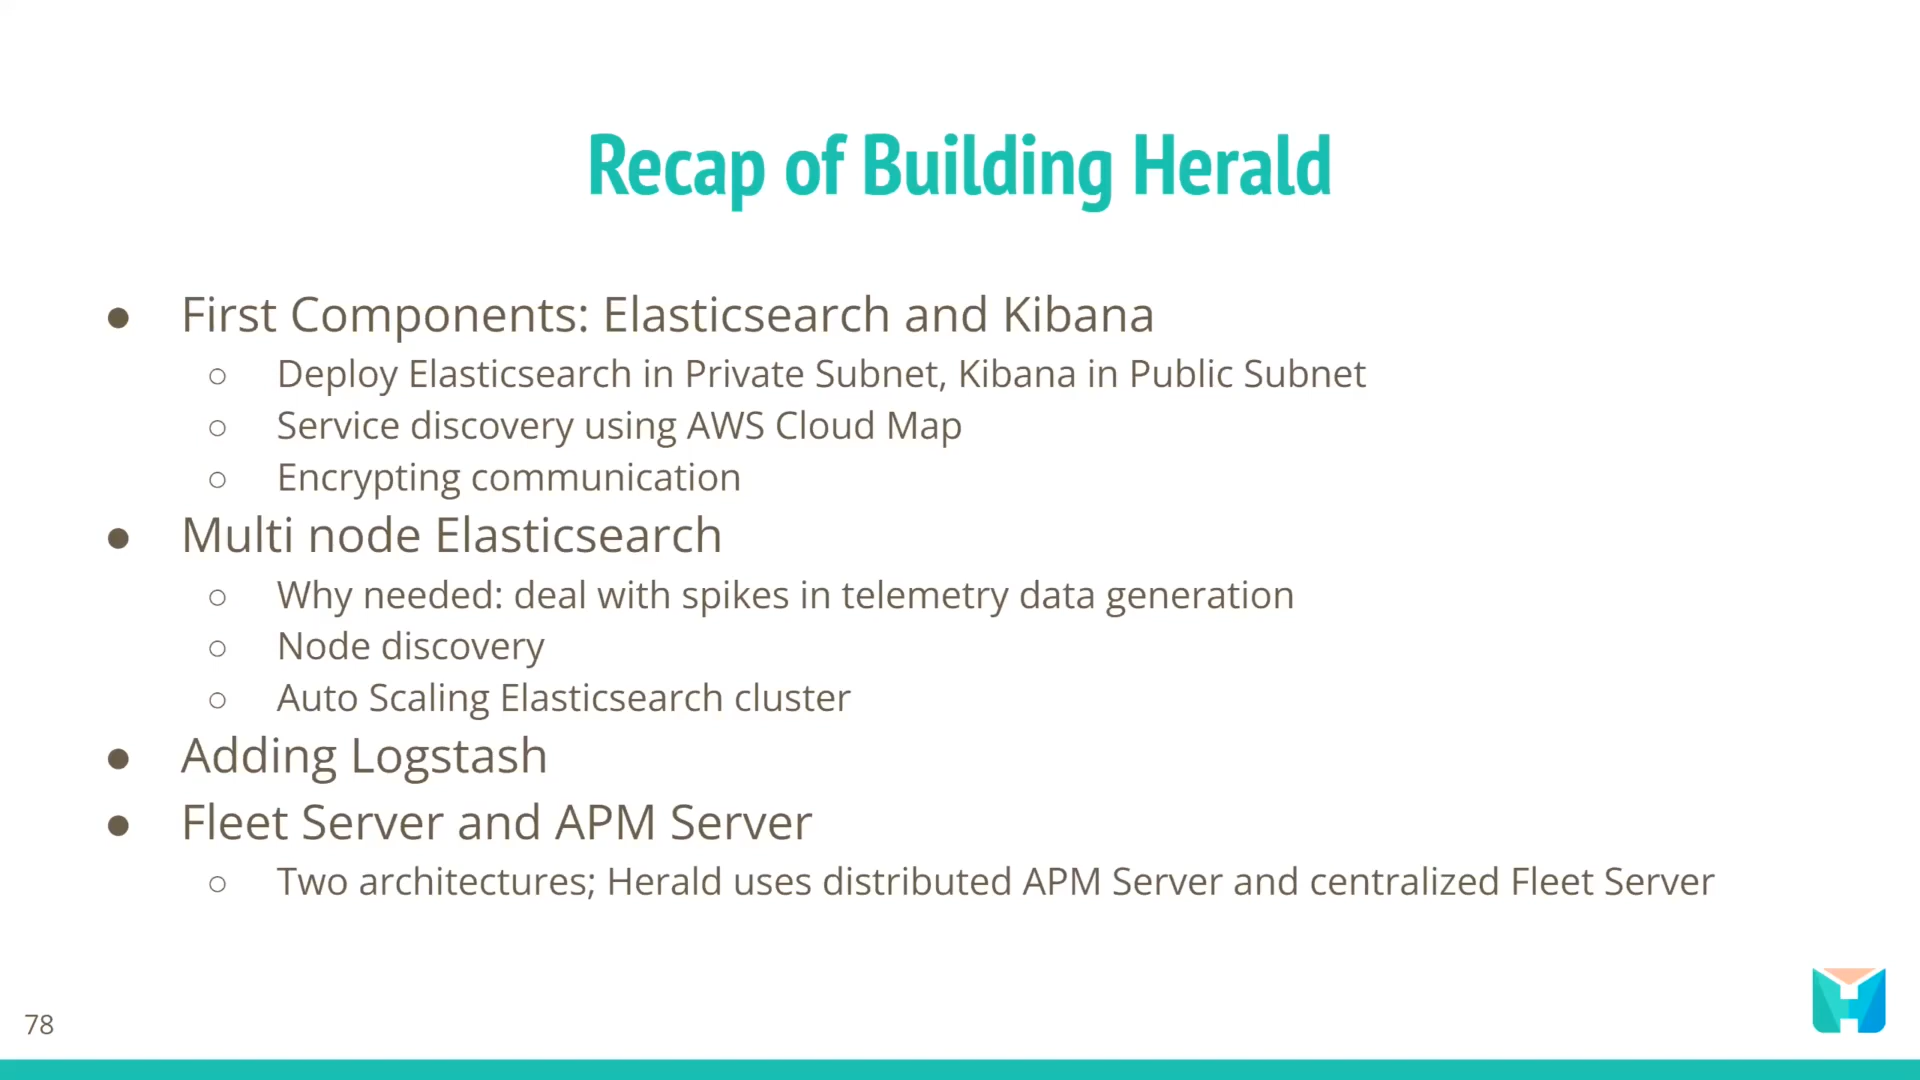 Recap of Building Herald
● First Components: Elasticsearch and Kibana
○ Deploy Elasticsearch in Private Subnet, Kibana in Public Subnet
○ Service discovery using AWS Cloud Map
○ Encrypting communication
● Multi node Elasticsearch
○ Why needed: deal with spikes in telemetry data generation
○ Node discovery
○ Auto Scaling Elasticsearch cluster
● Adding Logstash
● Fleet Server and APM Server
○ Two architectures; Herald uses distributed APM Server and centralized Fleet Server
78